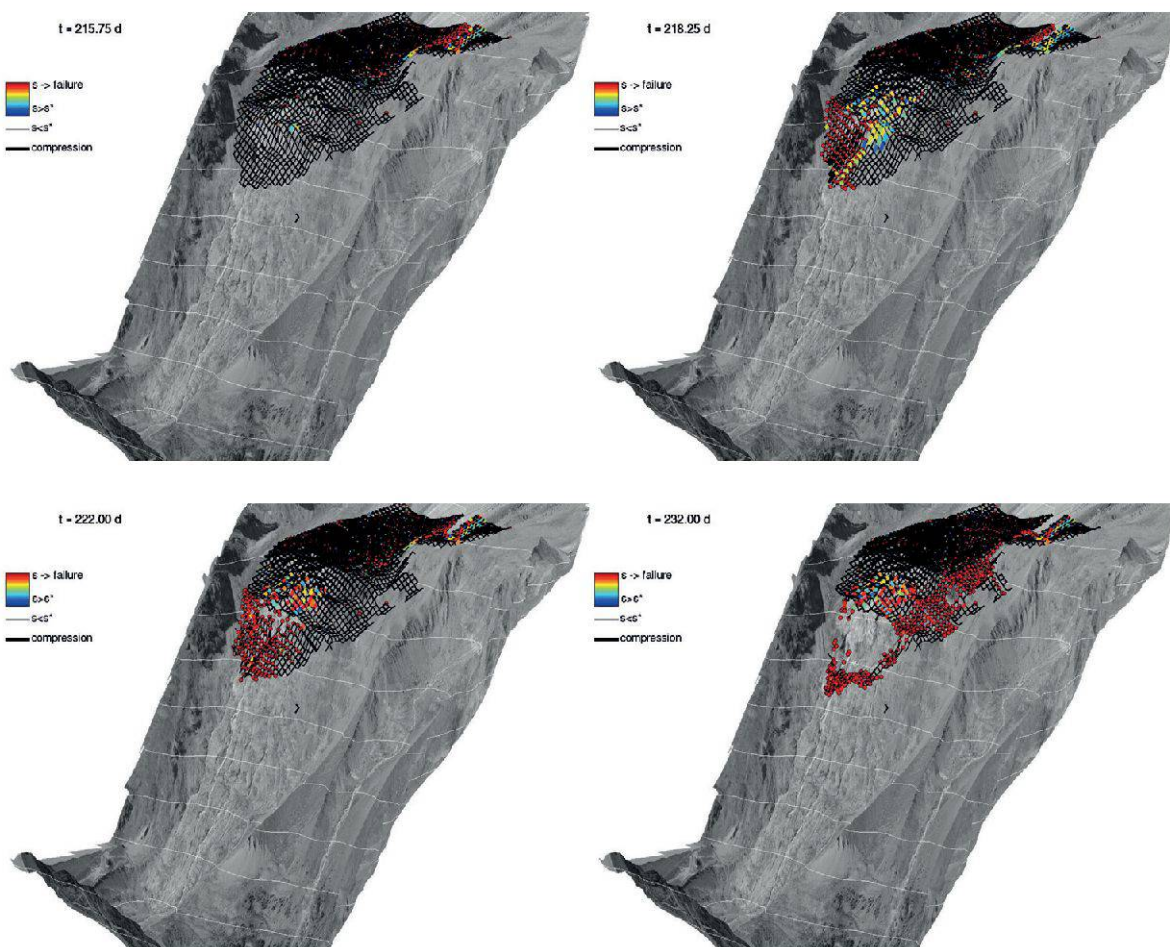 t = 215.75 d
s -> failure
s>s*
s<s*
compression
t = 218.25 d
s -> failure
s>s*
s<s*
compression
t = 222.00 d
s -> failure
s>s*
s<s*
compression
t = 232.00 d
s -> failure
s>s*
s<s*
compression